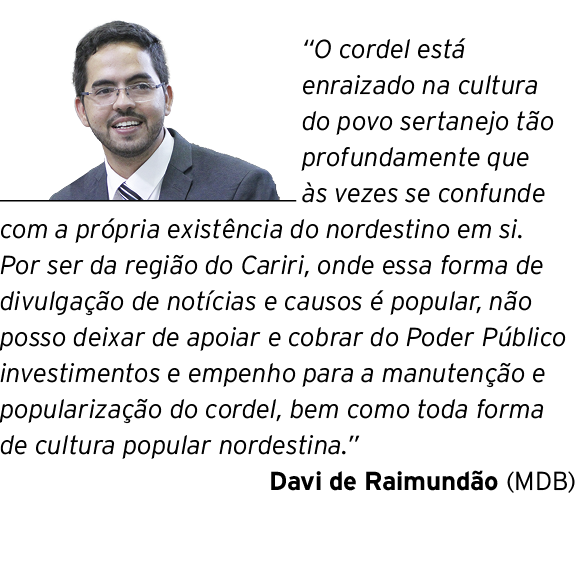 “O cordel está
enraizado na cultura
do povo sertanejo tão
profundamente que
às vezes se confunde
com a própria existência do nordestino em si.
Por ser da região do Cariri, onde essa forma de
divulgação de notícias e causos é popular, não
posso deixar de apoiar e cobrar do Poder Público
investimentos e empenho para a manutenção e
popularização do cordel, bem como toda forma
de cultura popular nordestina.”
Davi de Raimundão (MDB)